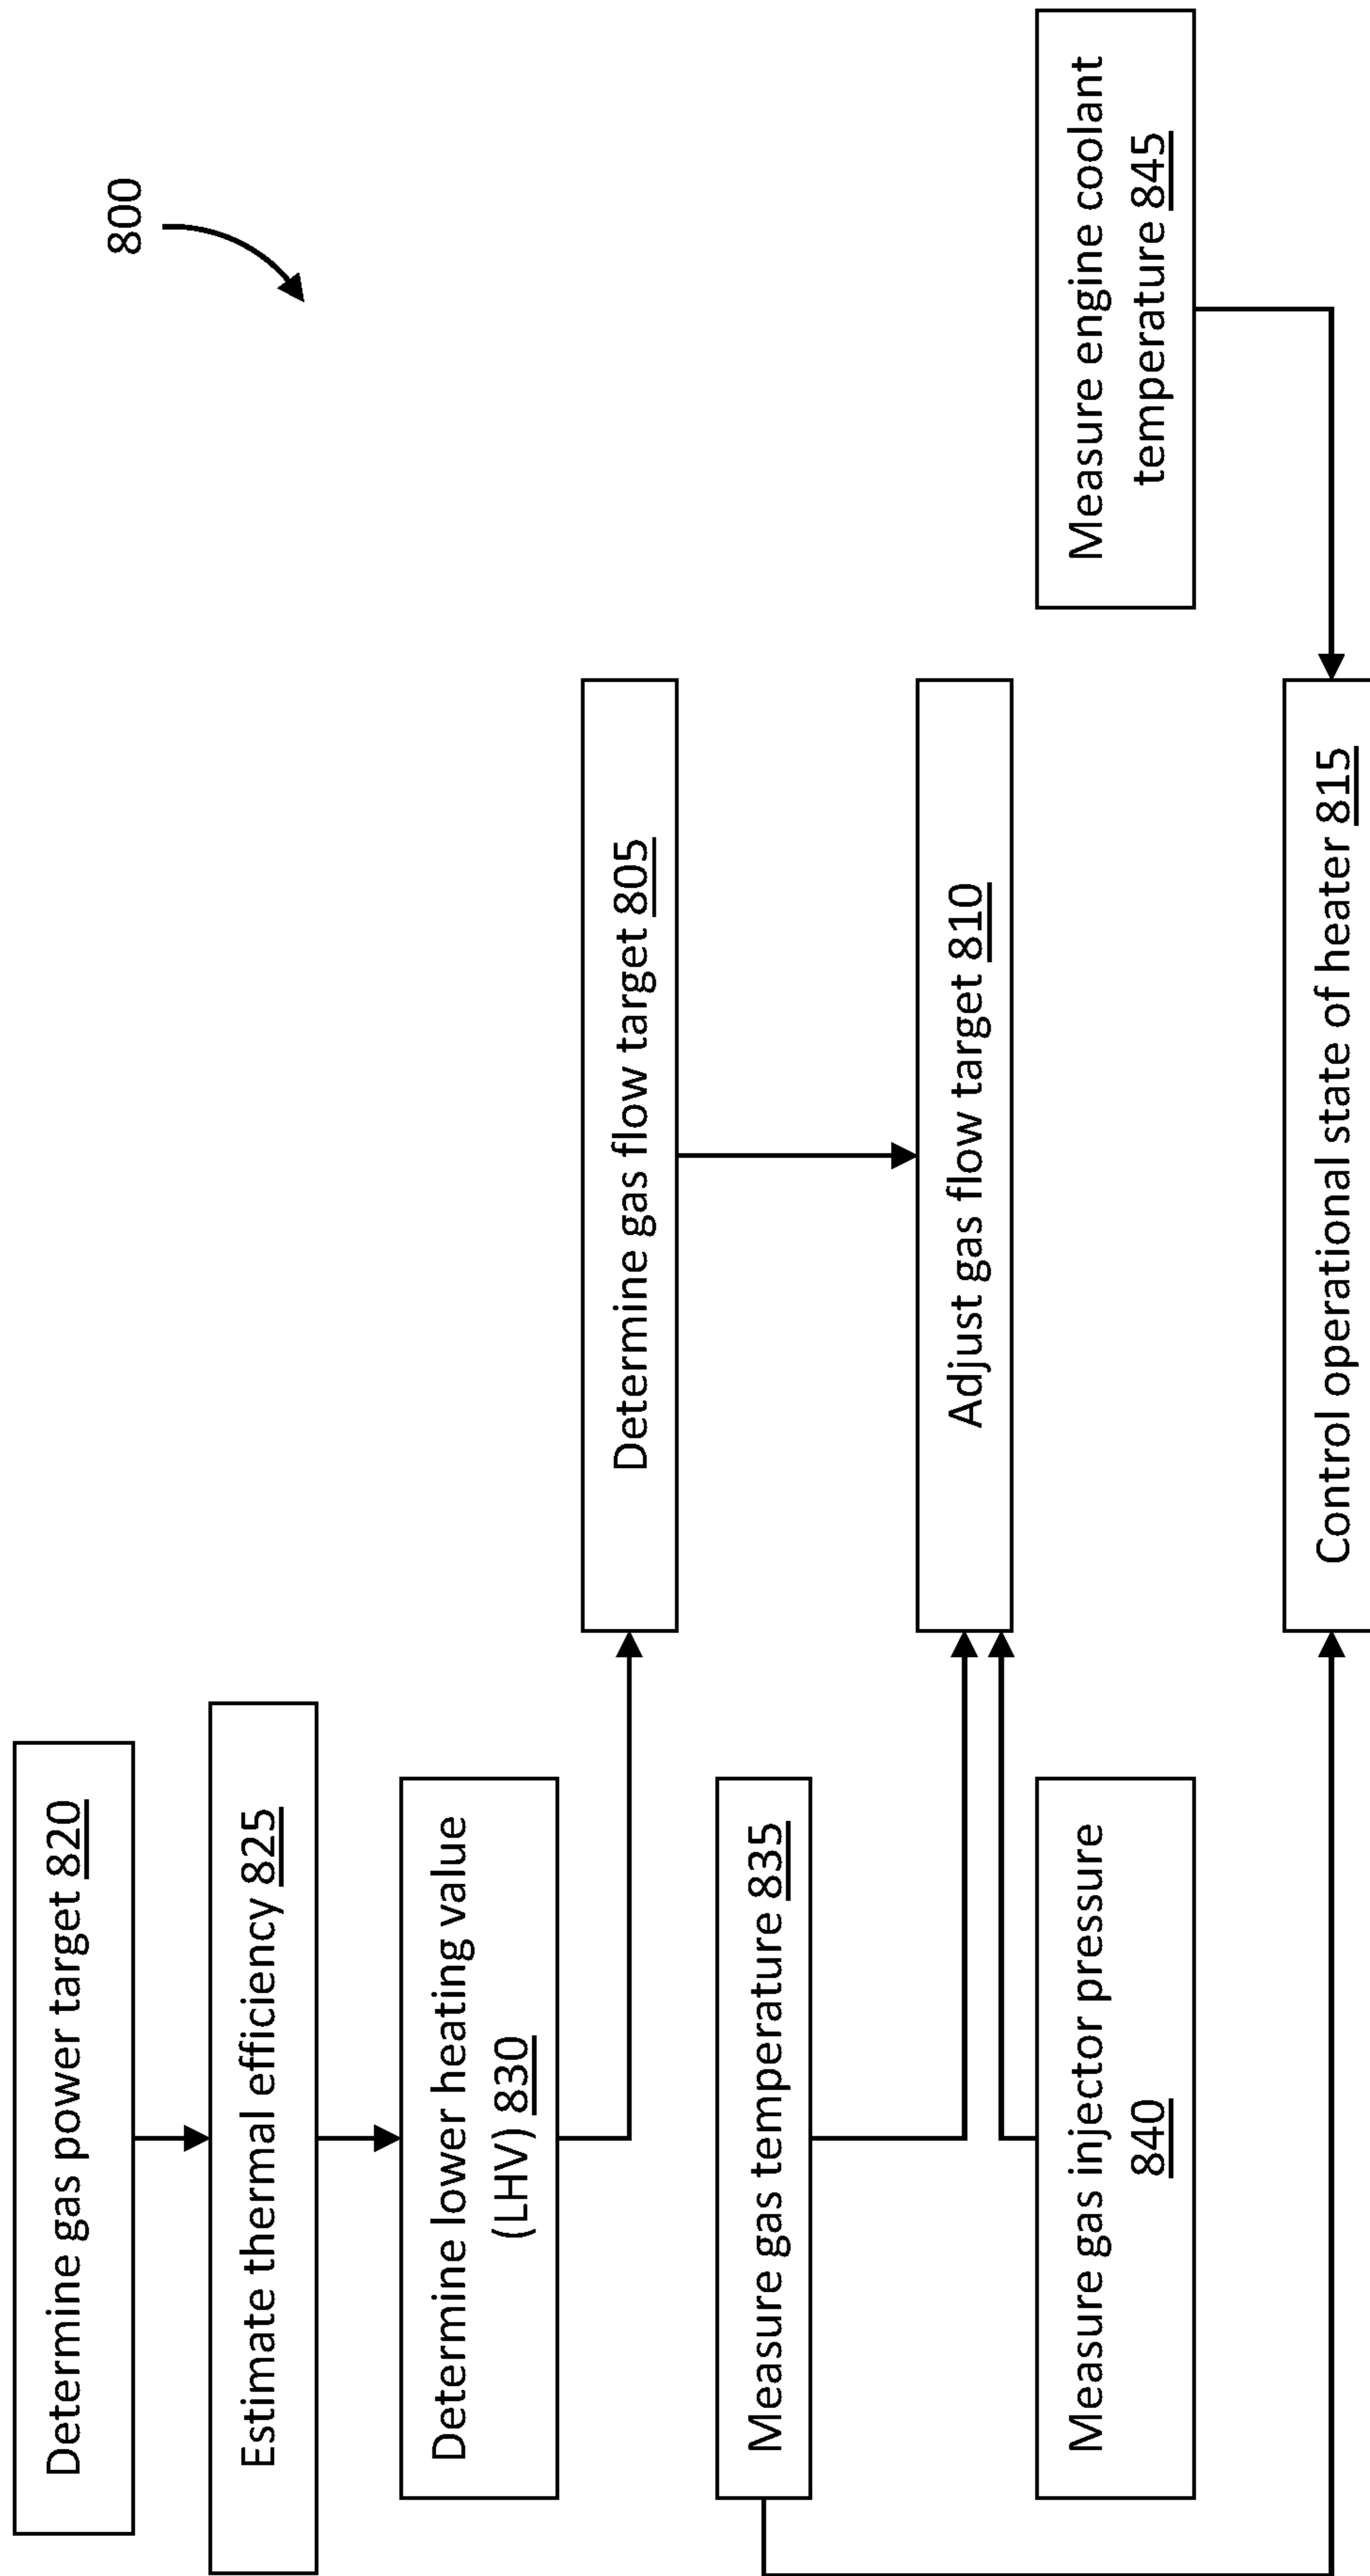 800
Determine gas power target 820
Estimate thermal efficiency 825
Determine lower heating value
(LHV) 830
Determine gas flow target 805
Measure gas temperature 835
Adjust gas flow target 810
Measure gas injector pressure
840
Measure engine coolant
temperature 845
Control operational state of heater 815